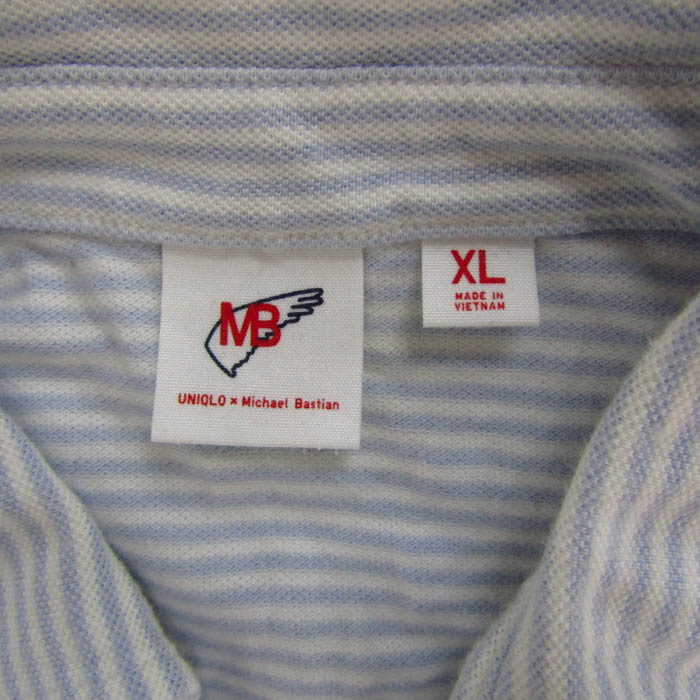 MB
UNIQLO × Michael Bastian
XL
MADE IN
VIETNAM